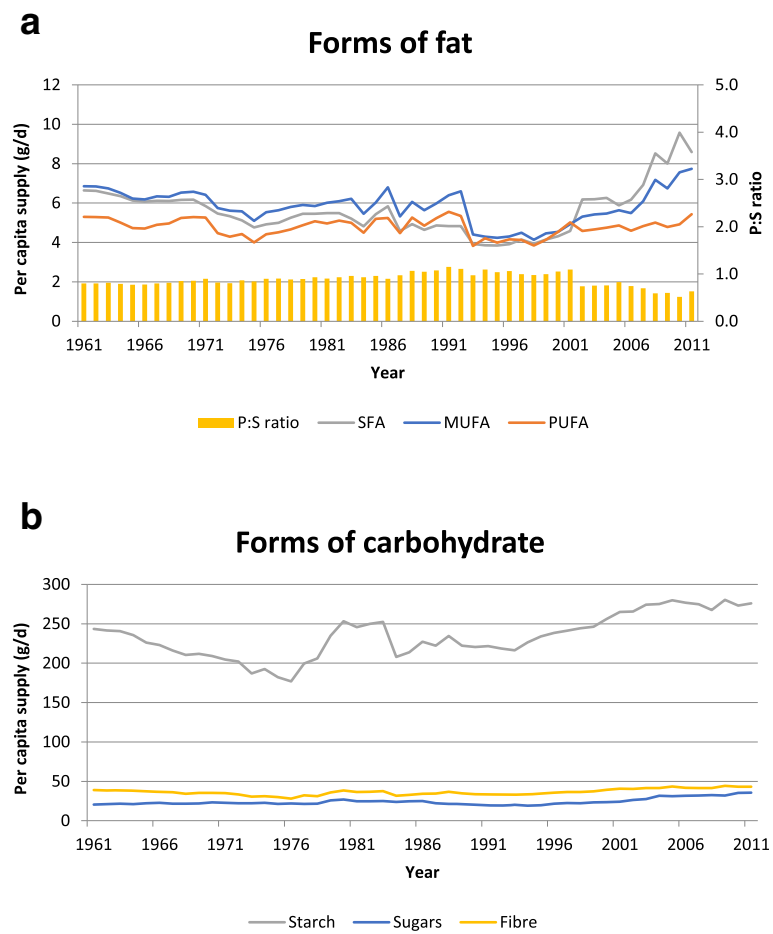 a
Forms of fat
12
10
8
6
4
2
0
Per capita supply (g/d)
5.0
4.0
3.0
2.0
1.0
0.0
P:S ratio
1961 1966 1971 1976 1981 1986 1991 1996 2001 2006 2011
Year
P:S ratio SFA MUFA PUFA
b
Forms of carbohydrate
300
250
200
150
100
50
0
Per capita supply (g/d)
1961 1966 1971 1976 1981 1986 1991 1996 2001 2006 2011
Year
Starch Sugars Fibre